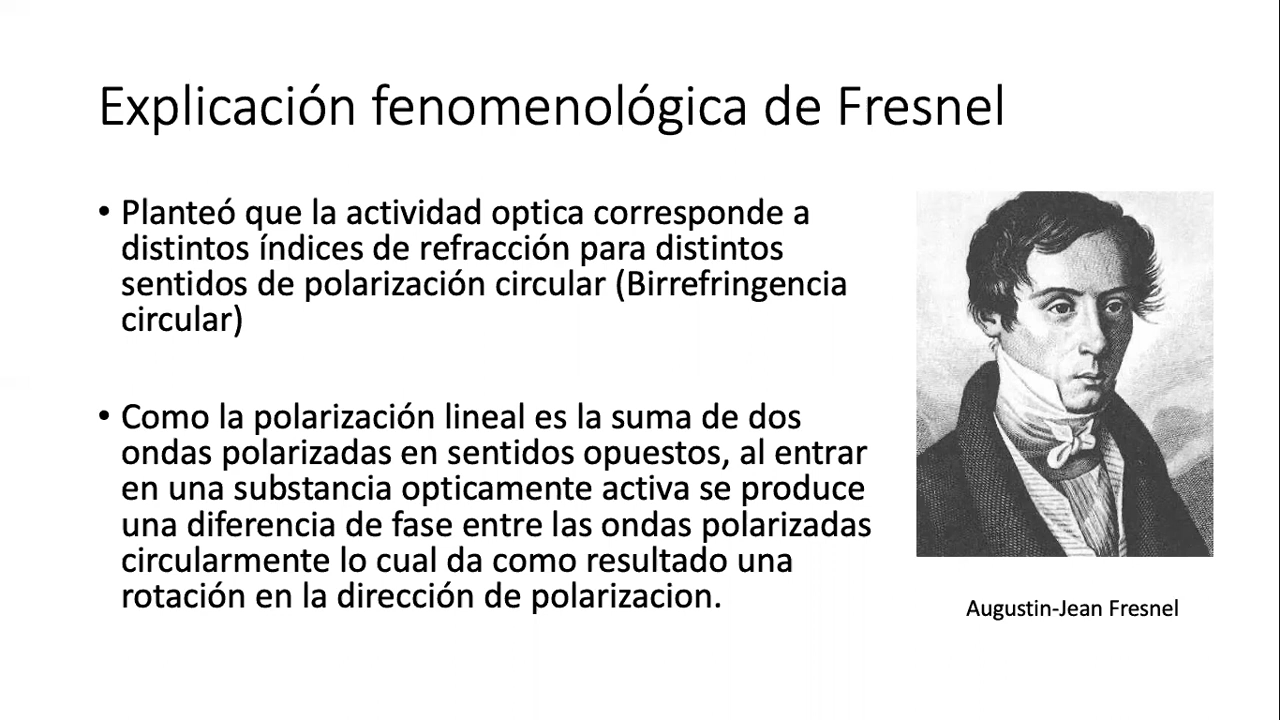 Explicación fenomenológica de Fresnel
• Planteó que la actividad optica corresponde a
distintos índices de refracción para distintos
sentidos de polarización circular (Birrefringencia
circular)
• Como la polarización lineal es la suma de dos
ondas polarizadas en sentidos opuestos, al entrar
en una substancia opticamente activa se produce
una diferencia de fase entre las ondas polarizadas
circularmente lo cual da como resultado una
rotación en la dirección de polarizacion.
Augustin-Jean Fresnel